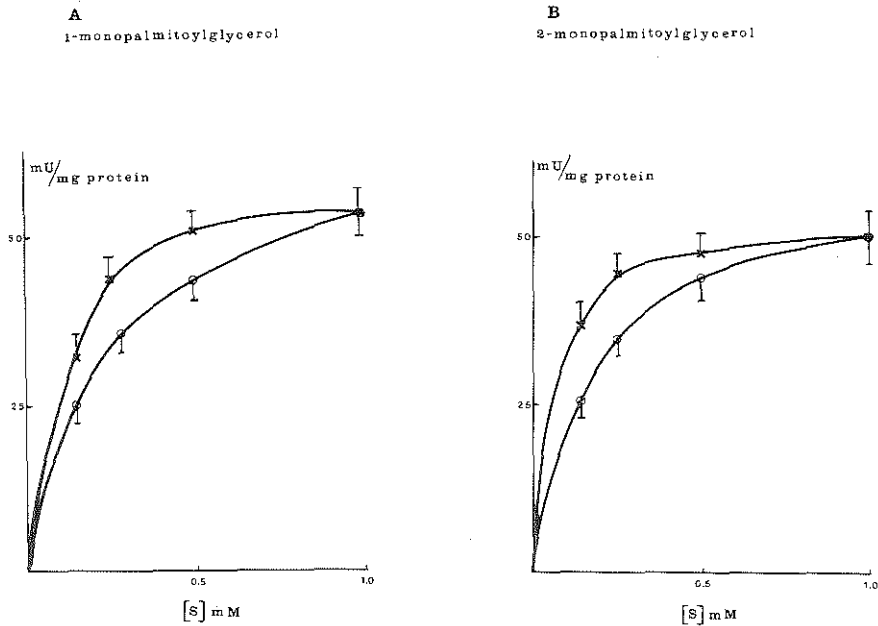 A
1-monopalmitoylglycerol
mU/mg protein
50
25
0.5
1.0
[S] mM
B
2-monopalmitoylglycerol
mU/mg protein
50
25
0.5
1.0
[S] mM